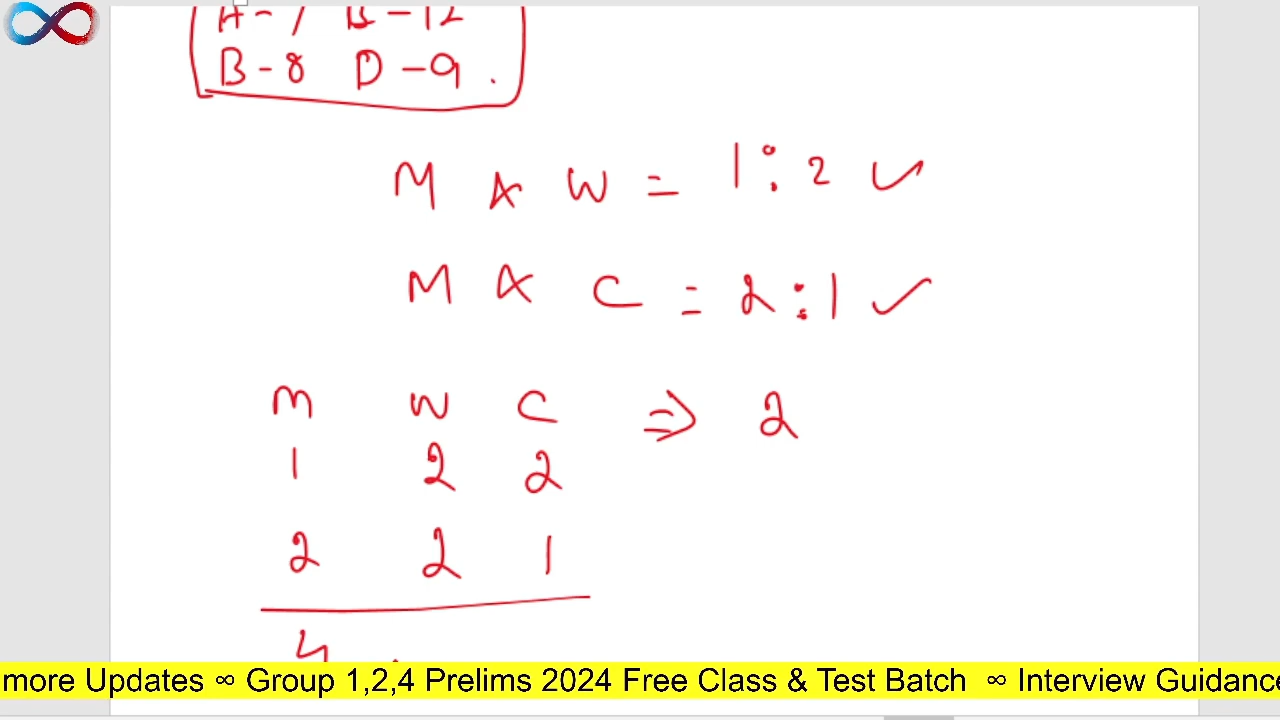 B - 8 D - 9 .
M & W = 1 : 2 ✓
M & C = 2 : 1 ✓
M W C ⇒ 2
1 2 2
2 2 1
4
more Updates ∞ Group 1,2,4 Prelims 2024 Free Class & Test Batch ∞ Interview Guidance